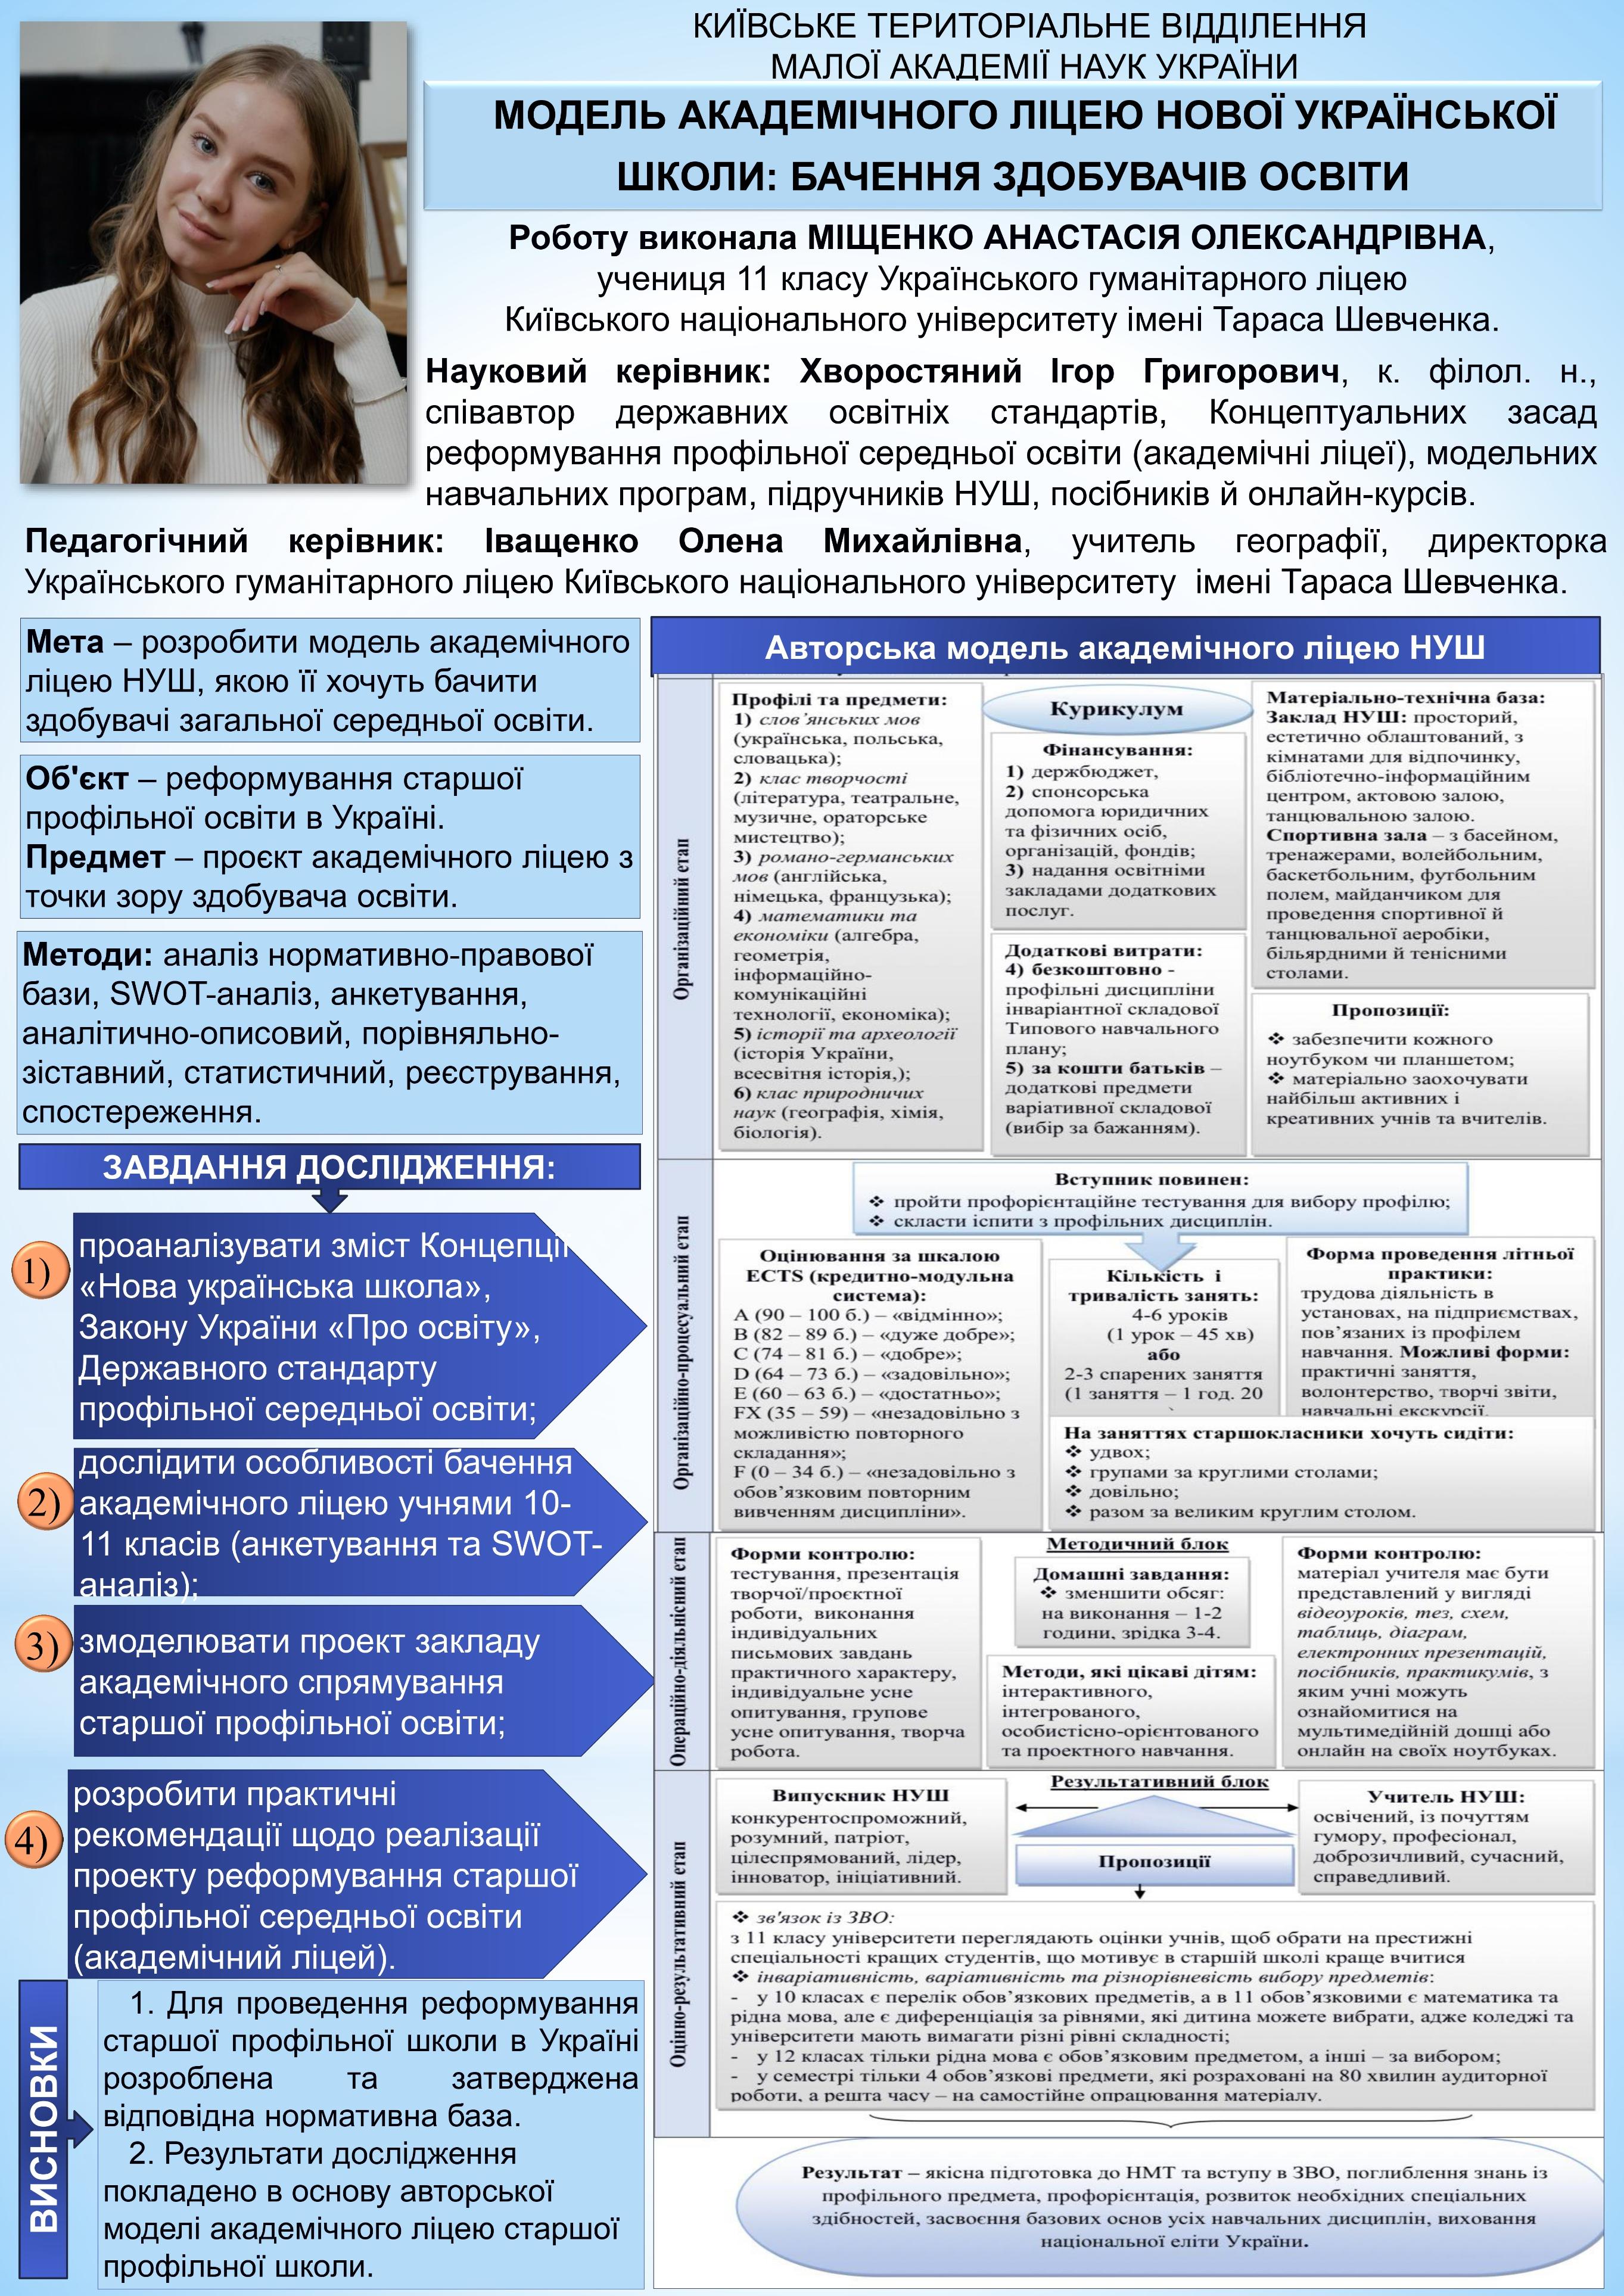 КИЇВСЬКЕ ТЕРИТОРІАЛЬНЕ ВІДДІЛЕННЯ
МАЛОЇ АКАДЕМІЇ НАУК УКРАЇНИ
МОДЕЛЬ АКАДЕМІЧНОГО ЛІЦЕЮ НОВОЇ УКРАЇНСЬКОЇ
ШКОЛИ: БАЧЕННЯ ЗДОБУВАЧІВ ОСВІТИ
Роботу виконала МІЩЕНКО АНАСТАСІЯ ОЛЕКСАНДРІВНА,
учениця 11 класу Українського гуманітарного ліцею
Київського національного університету імені Тараса Шевченка.
Науковий керівник: Хворостяний Ігор Григорович, к. філол. н.,
співавтор державних освітніх стандартів, Концептуальних засад
реформування профільної середньої освіти (академічні ліцеї), модельних
навчальних програм, підручників НУШ, посібників й онлайн-курсів.
Педагогічний керівник: Іващенко Олена Михайлівна, учитель географії, директорка
Українського гуманітарного ліцею Київського національного університету імені Тараса Шевченка.
Мета – розробити модель академічного
ліцею НУШ, якою її хочуть бачити
здобувачі загальної середньої освіти.
Об'єкт – реформування старшої
профільної освіти в Україні.
Предмет – проєкт академічного ліцею з
точки зору здобувача освіти.
Методи: аналіз нормативно-правової
бази, SWOT-аналіз, анкетування,
аналітично-описовий, порівняльно-
зіставний, статистичний, реєстрування,
спостереження.
ЗАВДАННЯ ДОСЛІДЖЕННЯ:
1)
проаналізувати зміст Концепції
«Нова українська школа»,
Закону України «Про освіту»,
Державного стандарту
профільної середньої освіти;
2)
дослідити особливості бачення
академічного ліцею учнями 10-
11 класів (анкетування та SWOT-
аналіз);
3)
змоделювати проект закладу
академічного спрямування
старшої профільної освіти;
4)
розробити практичні
рекомендації щодо реалізації
проекту реформування старшої
профільної середньої освіти
(академічний ліцей).
ВИСНОВКИ
1. Для проведення реформування
старшої профільної школи в Україні
розроблена та затверджена
відповідна нормативна база.
2. Результати дослідження
покладено в основу авторської
моделі академічного ліцею старшої
профільної школи.
Авторська модель академічного ліцею НУШ
Організаційний етап
Профілі та предмети:
1) слов’янських мов
(українська, польська,
словацька);
2) клас творчості
(література, театральне,
музичне, ораторське
мистецтво);
3) романо-германських
мов (англійська,
німецька, французька);
4) математики та
економіки (алгебра,
геометрія,
інформаційно-
комунікаційні
технології, економіка);
5) історії та археології
(історія України,
всесвітня історія,);
6) клас природничих
наук (географія, хімія,
біологія).
Курикулум
Фінансування:
1) держбюджет,
2) спонсорська
допомога юридичних
та фізичних осіб,
організацій, фондів;
3) надання освітніми
закладами додаткових
послуг.
Додаткові витрати:
4) безкоштовно -
профільні дисципліни
інваріантної складової
Типового навчального
плану;
5) за кошти батьків –
додаткові предмети
варіативної складової
(вибір за бажанням).
Матеріально-технічна база:
Заклад НУШ: просторий,
естетично облаштований, з
кімнатами для відпочинку,
бібліотечно-інформаційним
центром, актовою залою,
танцювальною залою.
Спортивна зала – з басейном,
тренажерами, волейбольним,
баскетбольним, футбольним
полем, майданчиком для
проведення спортивної й
танцювальної аеробіки,
більярдними й тенісними
столами.
Пропозиції:
❖ забезпечити кожного
ноутбуком чи планшетом;
❖ матеріально заохочувати
найбільш активних і
креативних учнів та вчителів.
Організаційно-процесуальний етап
Вступник повинен:
❖ пройти профорієнтаційне тестування для вибору профілю;
❖ скласти іспити з профільних дисциплін.
Оцінювання за шкалою
ECTS (кредитно-модульна
система):
A (90 – 100 б.) – «відмінно»;
B (82 – 89 б.) – «дуже добре»;
C (74 – 81 б.) – «добре»;
D (64 – 73 б.) – «задовільно»;
E (60 – 63 б.) – «достатньо»;
FX (35 – 59) – «незадовільно з
можливістю повторного
складання»;
F (0 – 34 б.) – «незадовільно з
обов’язковим повторним
вивченням дисципліни».
Кількість і
тривалість занять:
4-6 уроків
(1 урок – 45 хв)
або
2-3 спарених заняття
(1 заняття – 1 год. 20
Форма проведення літньої
практики:
трудова діяльність в
установах, на підприємствах,
пов’язаних із профілем
навчання. Можливі форми:
практичні заняття,
волонтерство, творчі звіти,
навчальні екскурсії.
На заняттях старшокласники хочуть сидіти:
❖ удвох;
❖ групами за круглими столами;
❖ довільно;
❖ разом за великим круглим столом.
Операційно-діяльнісний етап
Форми контролю:
тестування, презентація
творчої/проєктної
роботи, виконання
індивідуальних
письмових завдань
практичного характеру,
індивідуальне усне
опитування, групове
усне опитування, творча
робота.
Методичний блок
Домашні завдання:
❖ зменшити обсяг:
на виконання – 1-2
години, зрідка 3-4.
Методи, які цікаві дітям:
інтерактивного,
інтегрованого,
особистісно-орієнтованого
та проектного навчання.
Форми контролю:
матеріал учителя має бути
представлений у вигляді
відеоуроків, тез, схем,
таблиць, діаграм,
електронних презентацій,
посібників, практикумів, з
яким учні можуть
ознайомитися на
мультимедійній дошці або
онлайн на своїх ноутбуках.
Оцінно-результативний етап
Випускник НУШ
конкурентоспроможний,
розумний, патріот,
цілеспрямований, лідер,
інноватор, ініціативний.
Результативний блок
Пропозиції
Учитель НУШ:
освічений, із почуттям
гумору, професіонал,
доброзичливий, сучасний,
справедливий.
❖ зв'язок із ЗВО:
з 11 класу університети переглядають оцінки учнів, щоб обрати на престижні
спеціальності кращих студентів, що мотивує в старшій школі краще вчитися
❖ інваріативність, варіативність та різнорівневість вибору предметів:
- у 10 класах є перелік обов’язкових предметів, а в 11 обов’язковими є математика та
рідна мова, але є диференціація за рівнями, які дитина можете вибрати, адже коледжі та
університети мають вимагати різні рівні складності;
- у 12 класах тільки рідна мова є обов’язковим предметом, а інші – за вибором;
- у семестрі тільки 4 обов’язкові предмети, які розраховані на 80 хвилин аудиторної
роботи, а решта часу – на самостійне опрацювання матеріалу.
Результат – якісна підготовка до НМТ та вступу в ЗВО, поглиблення знань із
профільного предмета, профорієнтація, розвиток необхідних спеціальних
здібностей, засвоєння базових основ усіх навчальних дисциплін, виховання
національної еліти України.